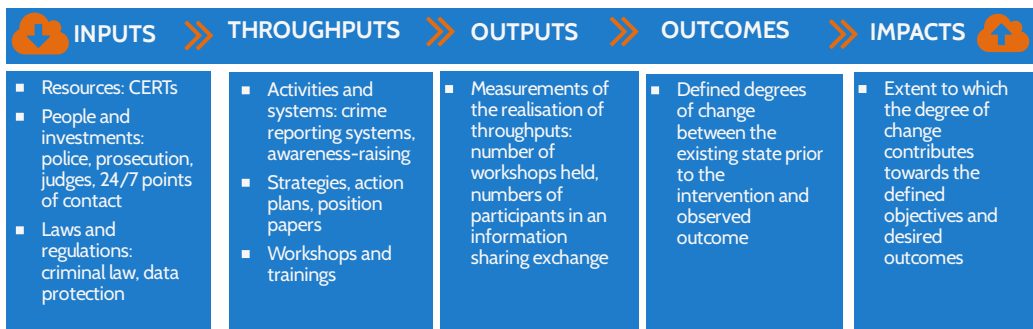 INPUTS
THROUGHPUTS
OUTPUTS
OUTCOMES
IMPACTS
▪ Resources: CERTs
▪ People and
investments:
police, prosecution,
judges, 24/7 points
of contact
▪ Laws and
regulations:
criminal law, data
protection
▪ Activities and
systems: crime
reporting systems,
awareness-raising
▪ Strategies, action
plans, position
papers
▪ Workshops and
trainings
▪ Measurements of
the realisation of
throughputs:
number of
workshops held,
numbers of
participants in an
information
sharing exchange
▪ Defined degrees
of change
between the
existing state prior
to the
intervention and
observed
outcome
▪ Extent to which
the degree of
change
contributes
towards the
defined
objectives and
desired
outcomes